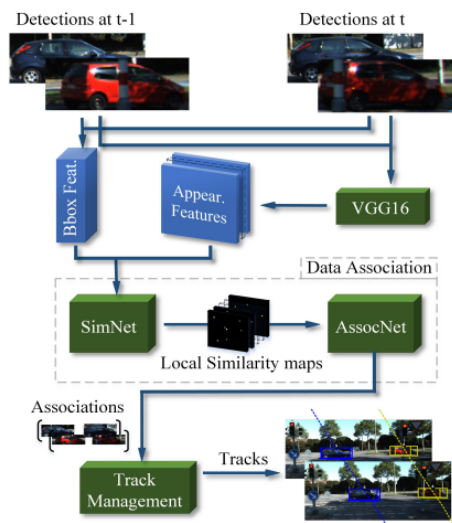 Detections at t-1
Detections at t
Bbox Feat.
Appear.
Features
VGG16
Data Association
SimNet
AssocNet
Local Similarity maps
Associations
Track
Management
Tracks